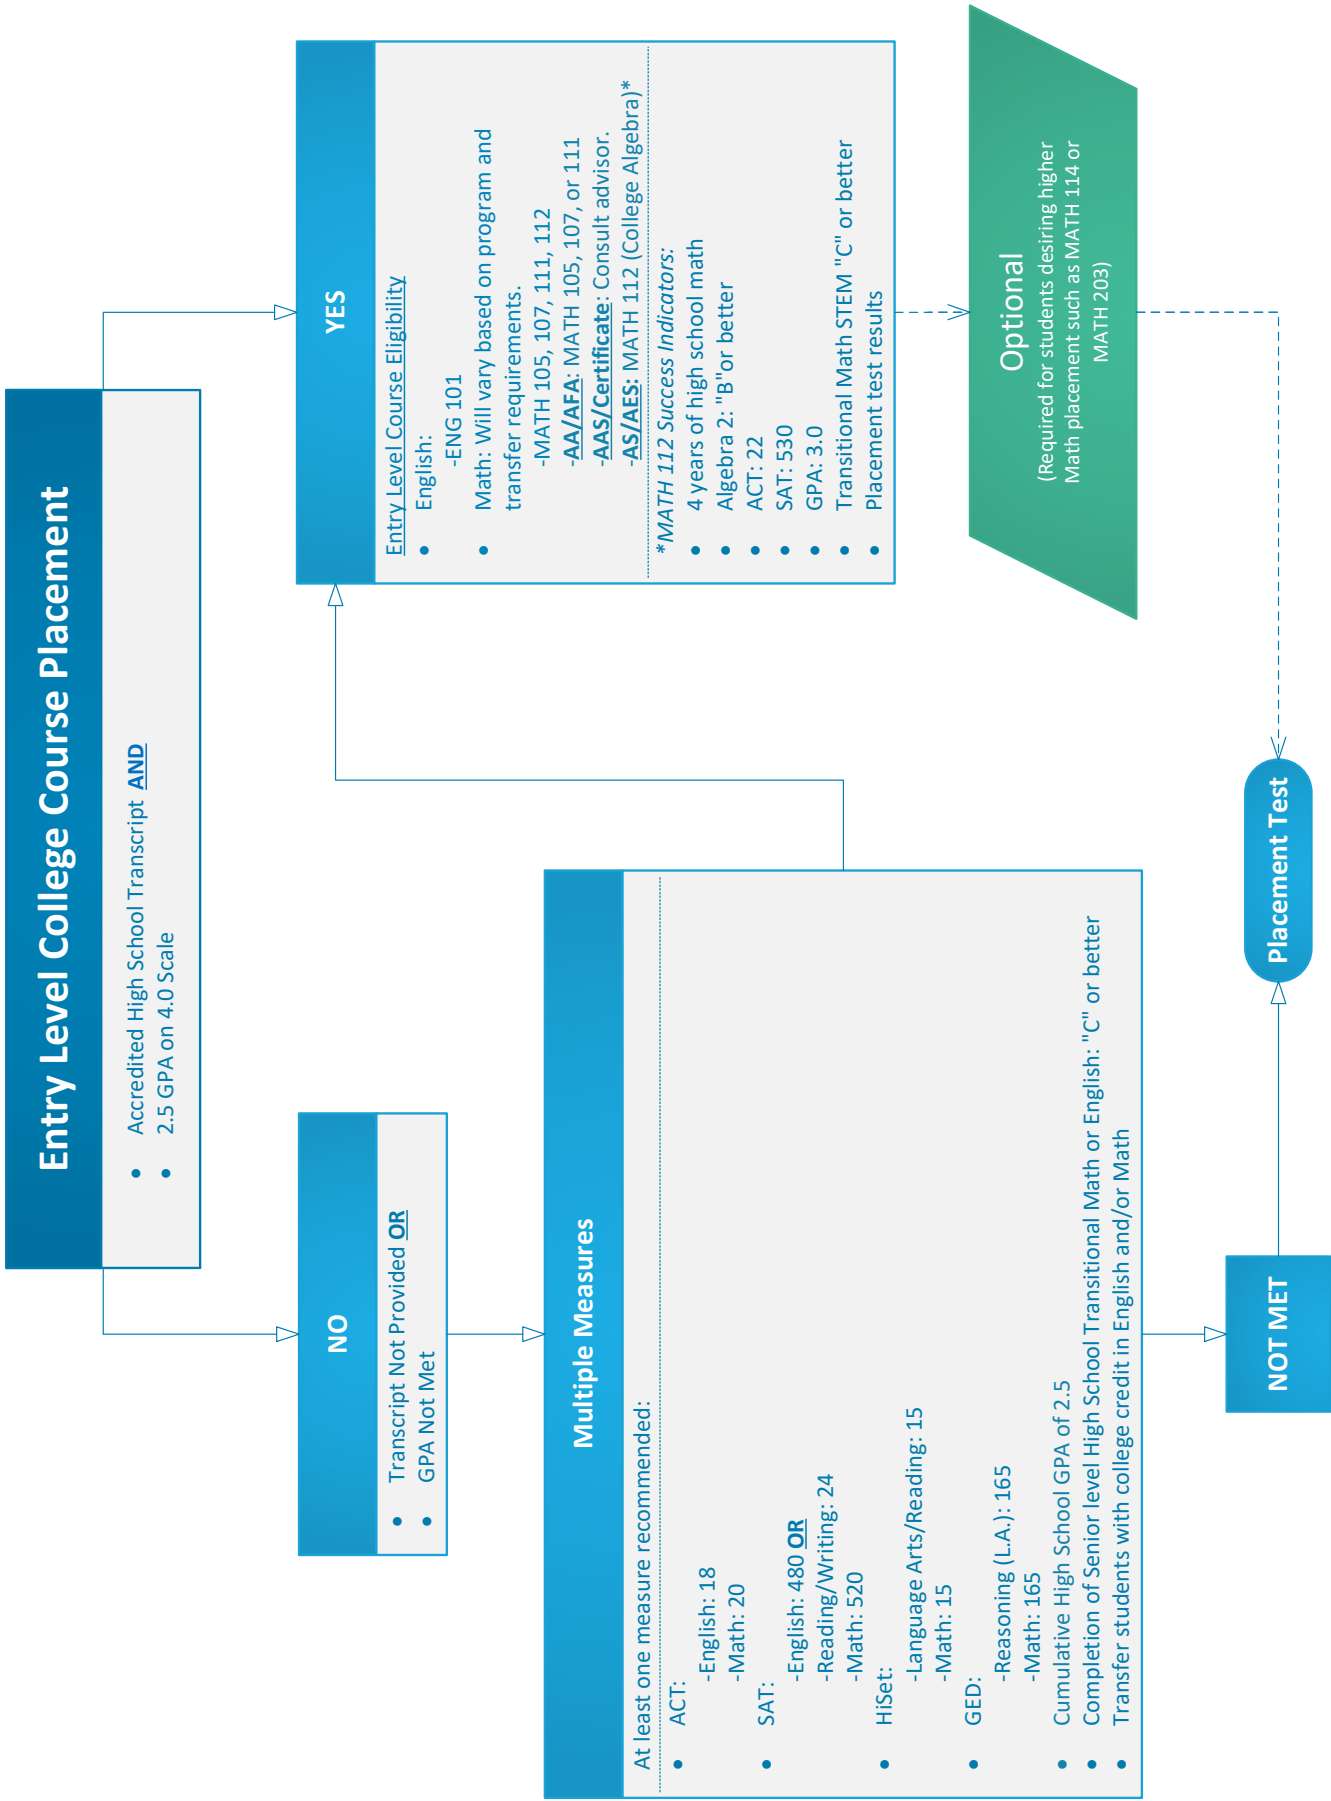 Entry Level College Course Placement
• Accredited High School Transcript AND
• 2.5 GPA on 4.0 Scale
NO
• Transcript Not Provided OR
• GPA Not Met
Multiple Measures
At least one measure recommended:
• ACT:
-English: 18
-Math: 20
• SAT:
-English: 480 OR
-Reading/Writing: 24
-Math: 520
• HiSet:
-Language Arts/Reading: 15
-Math: 15
• GED:
-Reasoning (L.A.): 165
-Math: 165
• Cumulative High School GPA of 2.5
• Completion of Senior level High School Transitional Math or English: "C" or better
• Transfer students with college credit in English and/or Math
NOT MET
Placement Test
YES
Entry Level Course Eligibility
• English:
-ENG 101
• Math: Will vary based on program and
transfer requirements.
-MATH 105, 107, 111, 112
-AA/AFA: MATH 105, 107, or 111
-AAS/Certificate: Consult advisor.
-AS/AES: MATH 112 (College Algebra)*
*MATH 112 Success Indicators:
• 4 years of high school math
• Algebra 2: "B"or better
• ACT: 22
• SAT: 530
• GPA: 3.0
• Transitional Math STEM "C" or better
• Placement test results
Optional
(Required for students desiring higher
Math placement such as MATH 114 or
MATH 203)